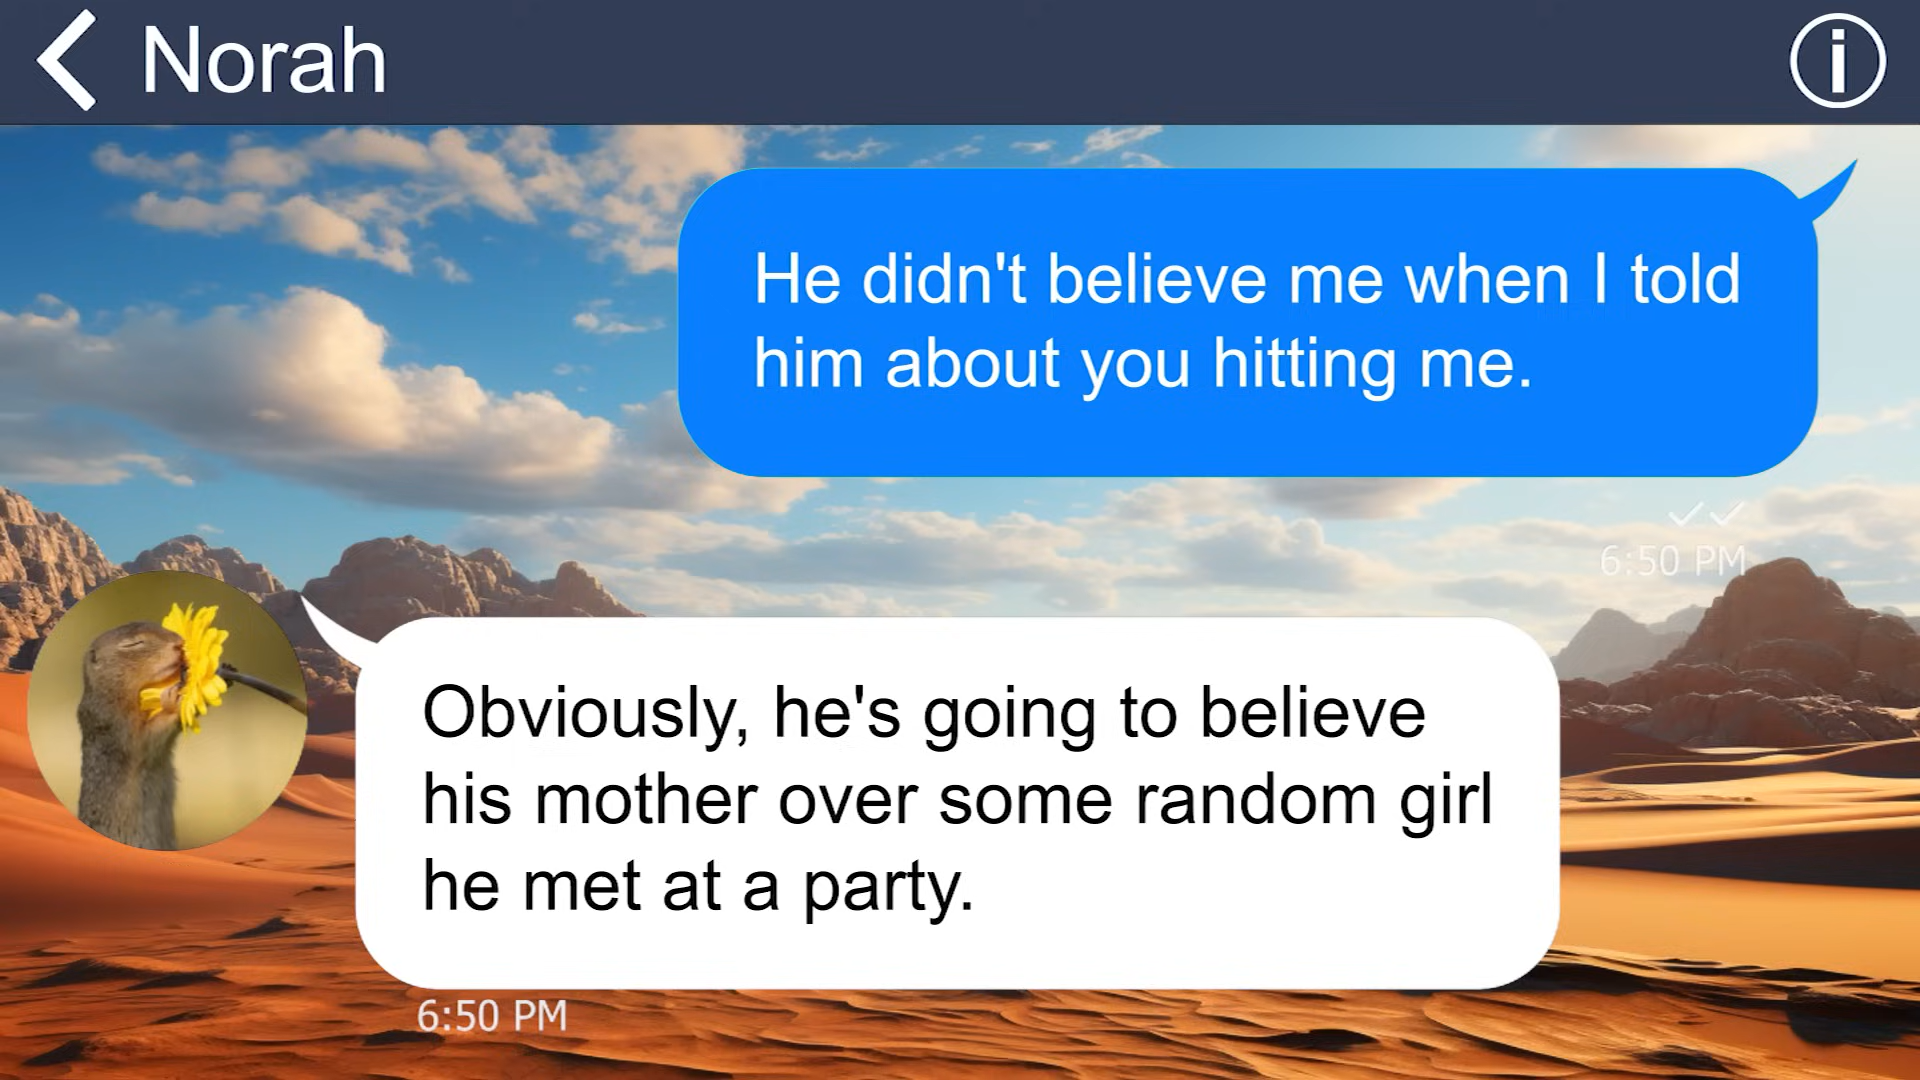 Norah
He didn't believe me when I told
him about you hitting me.
6:50 PM
Obviously, he's going to believe
his mother over some random girl
he met at a party.
6:50 PM